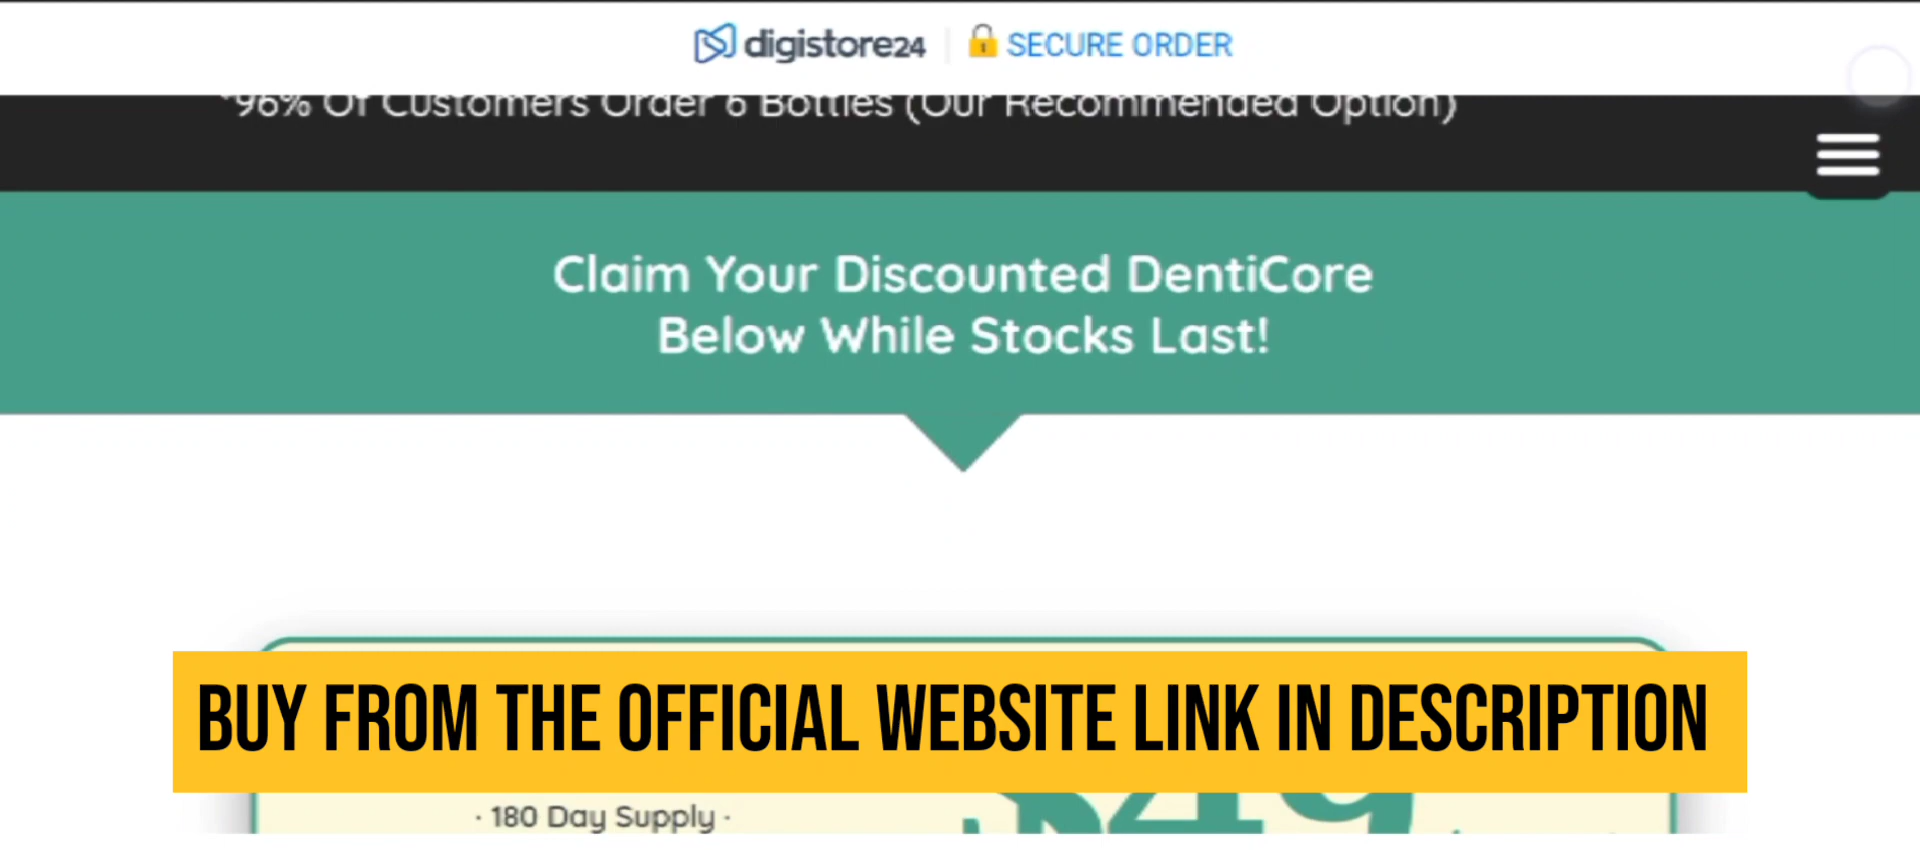 digistore24 SECURE ORDER
*96% Of Customers Order 6 Bottles (Our Recommended Option)
Claim Your Discounted DentiCore
Below While Stocks Last!
BUY FROM THE OFFICIAL WEBSITE LINK IN DESCRIPTION
· 180 Day Supply ·
$49